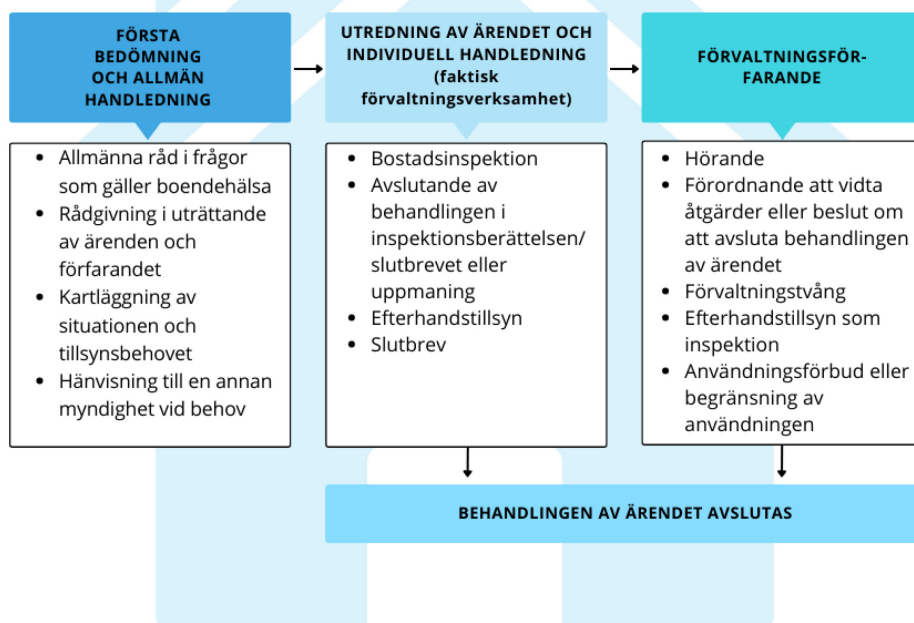 FÖRSTA
BEDÖMNING
OCH ALLMÄN
HANDLEDNING
Allmänna råd i frågor
som gäller boendehälsa
Rådgivning i uträttande
av ärenden och
förfarandet
Kartläggning av
situationen och
tillsynsbehovet
Hänvisning till en annan
myndighet vid behov
UTREDNING AV ÄRENDET OCH
INDIVIDUELL HANDLEDNING
(faktisk
förvaltningsverksamhet)
Bostadsinspektion
Avslutande av
behandlingen i
inspektionsberättelsen/
slutbrevet eller
uppmaning
Efterhandstillsyn
Slutbrev
FÖRVALTNINGSFÖR-
FARANDE
Hörande
Förordnande att vidta
åtgärder eller beslut om
att avsluta behandlingen
av ärendet
Förvaltningstvång
Efterhandstillsyn som
inspektion
Användningsförbud eller
begränsning av
användningen
BEHANDLINGEN AV ÄRENDET AVSLUTAS